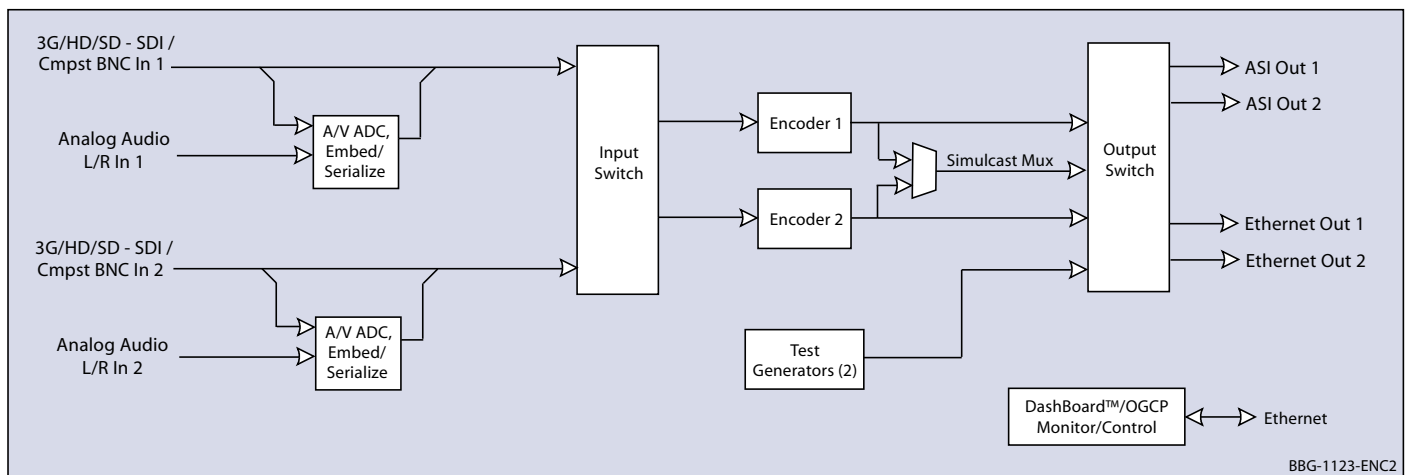 3G/HD/SD - SDI /
Cmpst BNC In 1
Analog Audio
L/R In 1
A/V ADC,
Embed/
Serialize
3G/HD/SD - SDI /
Cmpst BNC In 2
Analog Audio
L/R In 2
A/V ADC,
Embed/
Serialize
Input
Switch
Encoder 1
Encoder 2
Simulcast Mux
Test
Generators (2)
Output
Switch
ASI Out 1
ASI Out 2
Ethernet Out 1
Ethernet Out 2
DashBoard™/OGCP
Monitor/Control
Ethernet
BBG-1123-ENC2